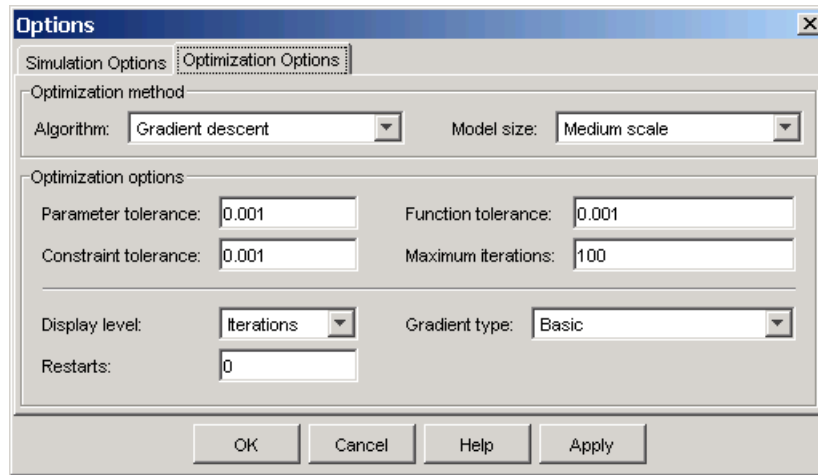 Options
Simulation Options Optimization Options
Optimization method
Algorithm: Gradient descent Model size: Medium scale
Optimization options
Parameter tolerance: 0.001 Function tolerance: 0.001
Constraint tolerance: 0.001 Maximum iterations: 100
Display level: Iterations Gradient type: Basic
Restarts: 0
OK Cancel Help Apply